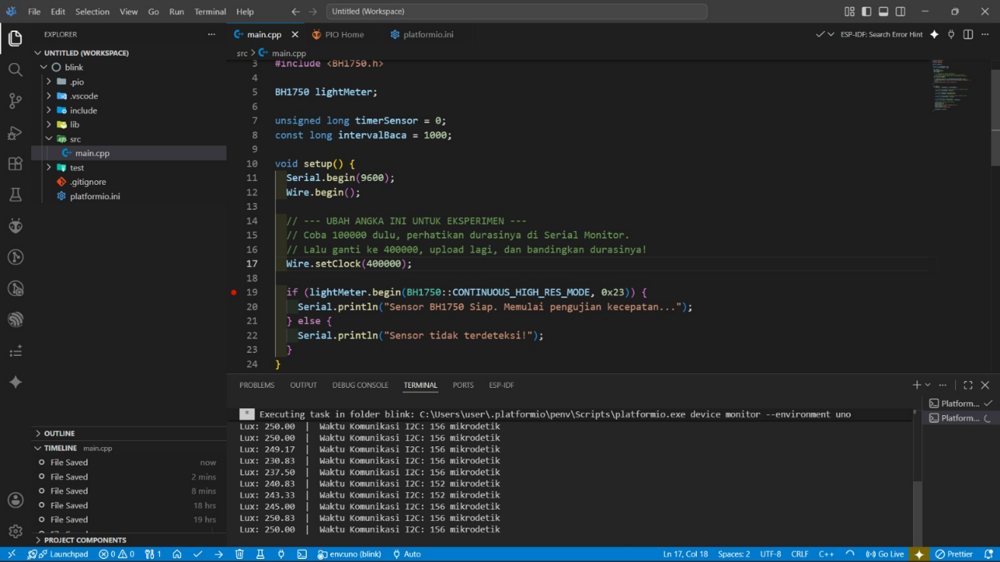 File Edit Selection View Go Run Terminal Help
Untitled (Workspace)
EXPLORER
UNTITLED (WORKSPACE)
blink
.pio
.vscode
include
lib
src
main.cpp
test
.gitignore
platformio.ini
OUTLINE
TIMELINE main.cpp
File Saved now
File Saved 2 mins
File Saved 8 mins
File Saved 18 hrs
File Saved 19 hrs
PROJECT COMPONENTS
main.cpp PIO Home platformio.ini
ESP-IDF: Search Error Hint
src > main.cpp
3 #include <BH1750.h>
4
5 BH1750 lightMeter;
6
7 unsigned long timerSensor = 0;
8 const long intervalBaca = 1000;
9
10 void setup() {
11 Serial.begin(9600);
12 Wire.begin();
13
14 // --- UBAH ANGKA INI UNTUK EKSPERIMEN ---
15 // Coba 100000 dulu, perhatikan durasinya di Serial Monitor.
16 // Lalu ganti ke 400000, upload lagi, dan bandingkan durasinya!
17 Wire.setClock(400000);
18
19 if (lightMeter.begin(BH1750::CONTINUOUS_HIGH_RES_MODE, 0x23)) {
20 Serial.println("Sensor BH1750 Siap. Memulai pengujian kecepatan...");
21 } else {
22 Serial.println("Sensor tidak terdeteksi!");
23 }
24 }
PROBLEMS OUTPUT DEBUG CONSOLE TERMINAL PORTS ESP-IDF
* Executing task in folder blink: C:\Users\user\.platformio\penv\Scripts\platformio.exe device monitor --environment uno
Lux: 250.00 | Waktu Komunikasi I2C: 156 mikrodetik
Lux: 250.00 | Waktu Komunikasi I2C: 156 mikrodetik
Lux: 249.17 | Waktu Komunikasi I2C: 156 mikrodetik
Lux: 230.83 | Waktu Komunikasi I2C: 156 mikrodetik
Lux: 237.50 | Waktu Komunikasi I2C: 156 mikrodetik
Lux: 240.83 | Waktu Komunikasi I2C: 152 mikrodetik
Lux: 243.33 | Waktu Komunikasi I2C: 152 mikrodetik
Lux: 245.00 | Waktu Komunikasi I2C: 156 mikrodetik
Lux: 250.83 | Waktu Komunikasi I2C: 156 mikrodetik
Lux: 250.00 | Waktu Komunikasi I2C: 156 mikrodetik
Platform...
Platform...
Launchpad 0 0 1 env:uno (blink) Auto Ln 17, Col 18 Spaces: 2 UTF-8 CRLF C++ Go Live Prettier